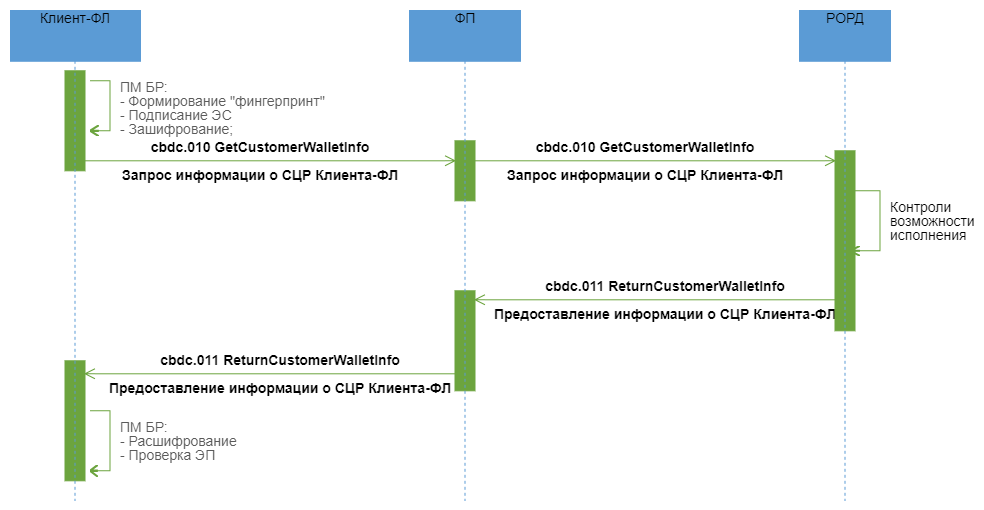 Клиент-ФЛ
ФП
РОРД
ПМ БР:
- Формирование "фингерпринт"
- Подписание ЭС
- Зашифрование;
cbdc.010 GetCustomerWalletInfo
Запрос информации о СЦР Клиента-ФЛ
cbdc.010 GetCustomerWalletInfo
Запрос информации о СЦР Клиента-ФЛ
Контроли
возможности
исполнения
cbdc.011 ReturnCustomerWalletInfo
Предоставление информации о СЦР Клиента-ФЛ
cbdc.011 ReturnCustomerWalletInfo
Предоставление информации о СЦР Клиента-ФЛ
ПМ БР:
- Расшифрование
- Проверка ЭП